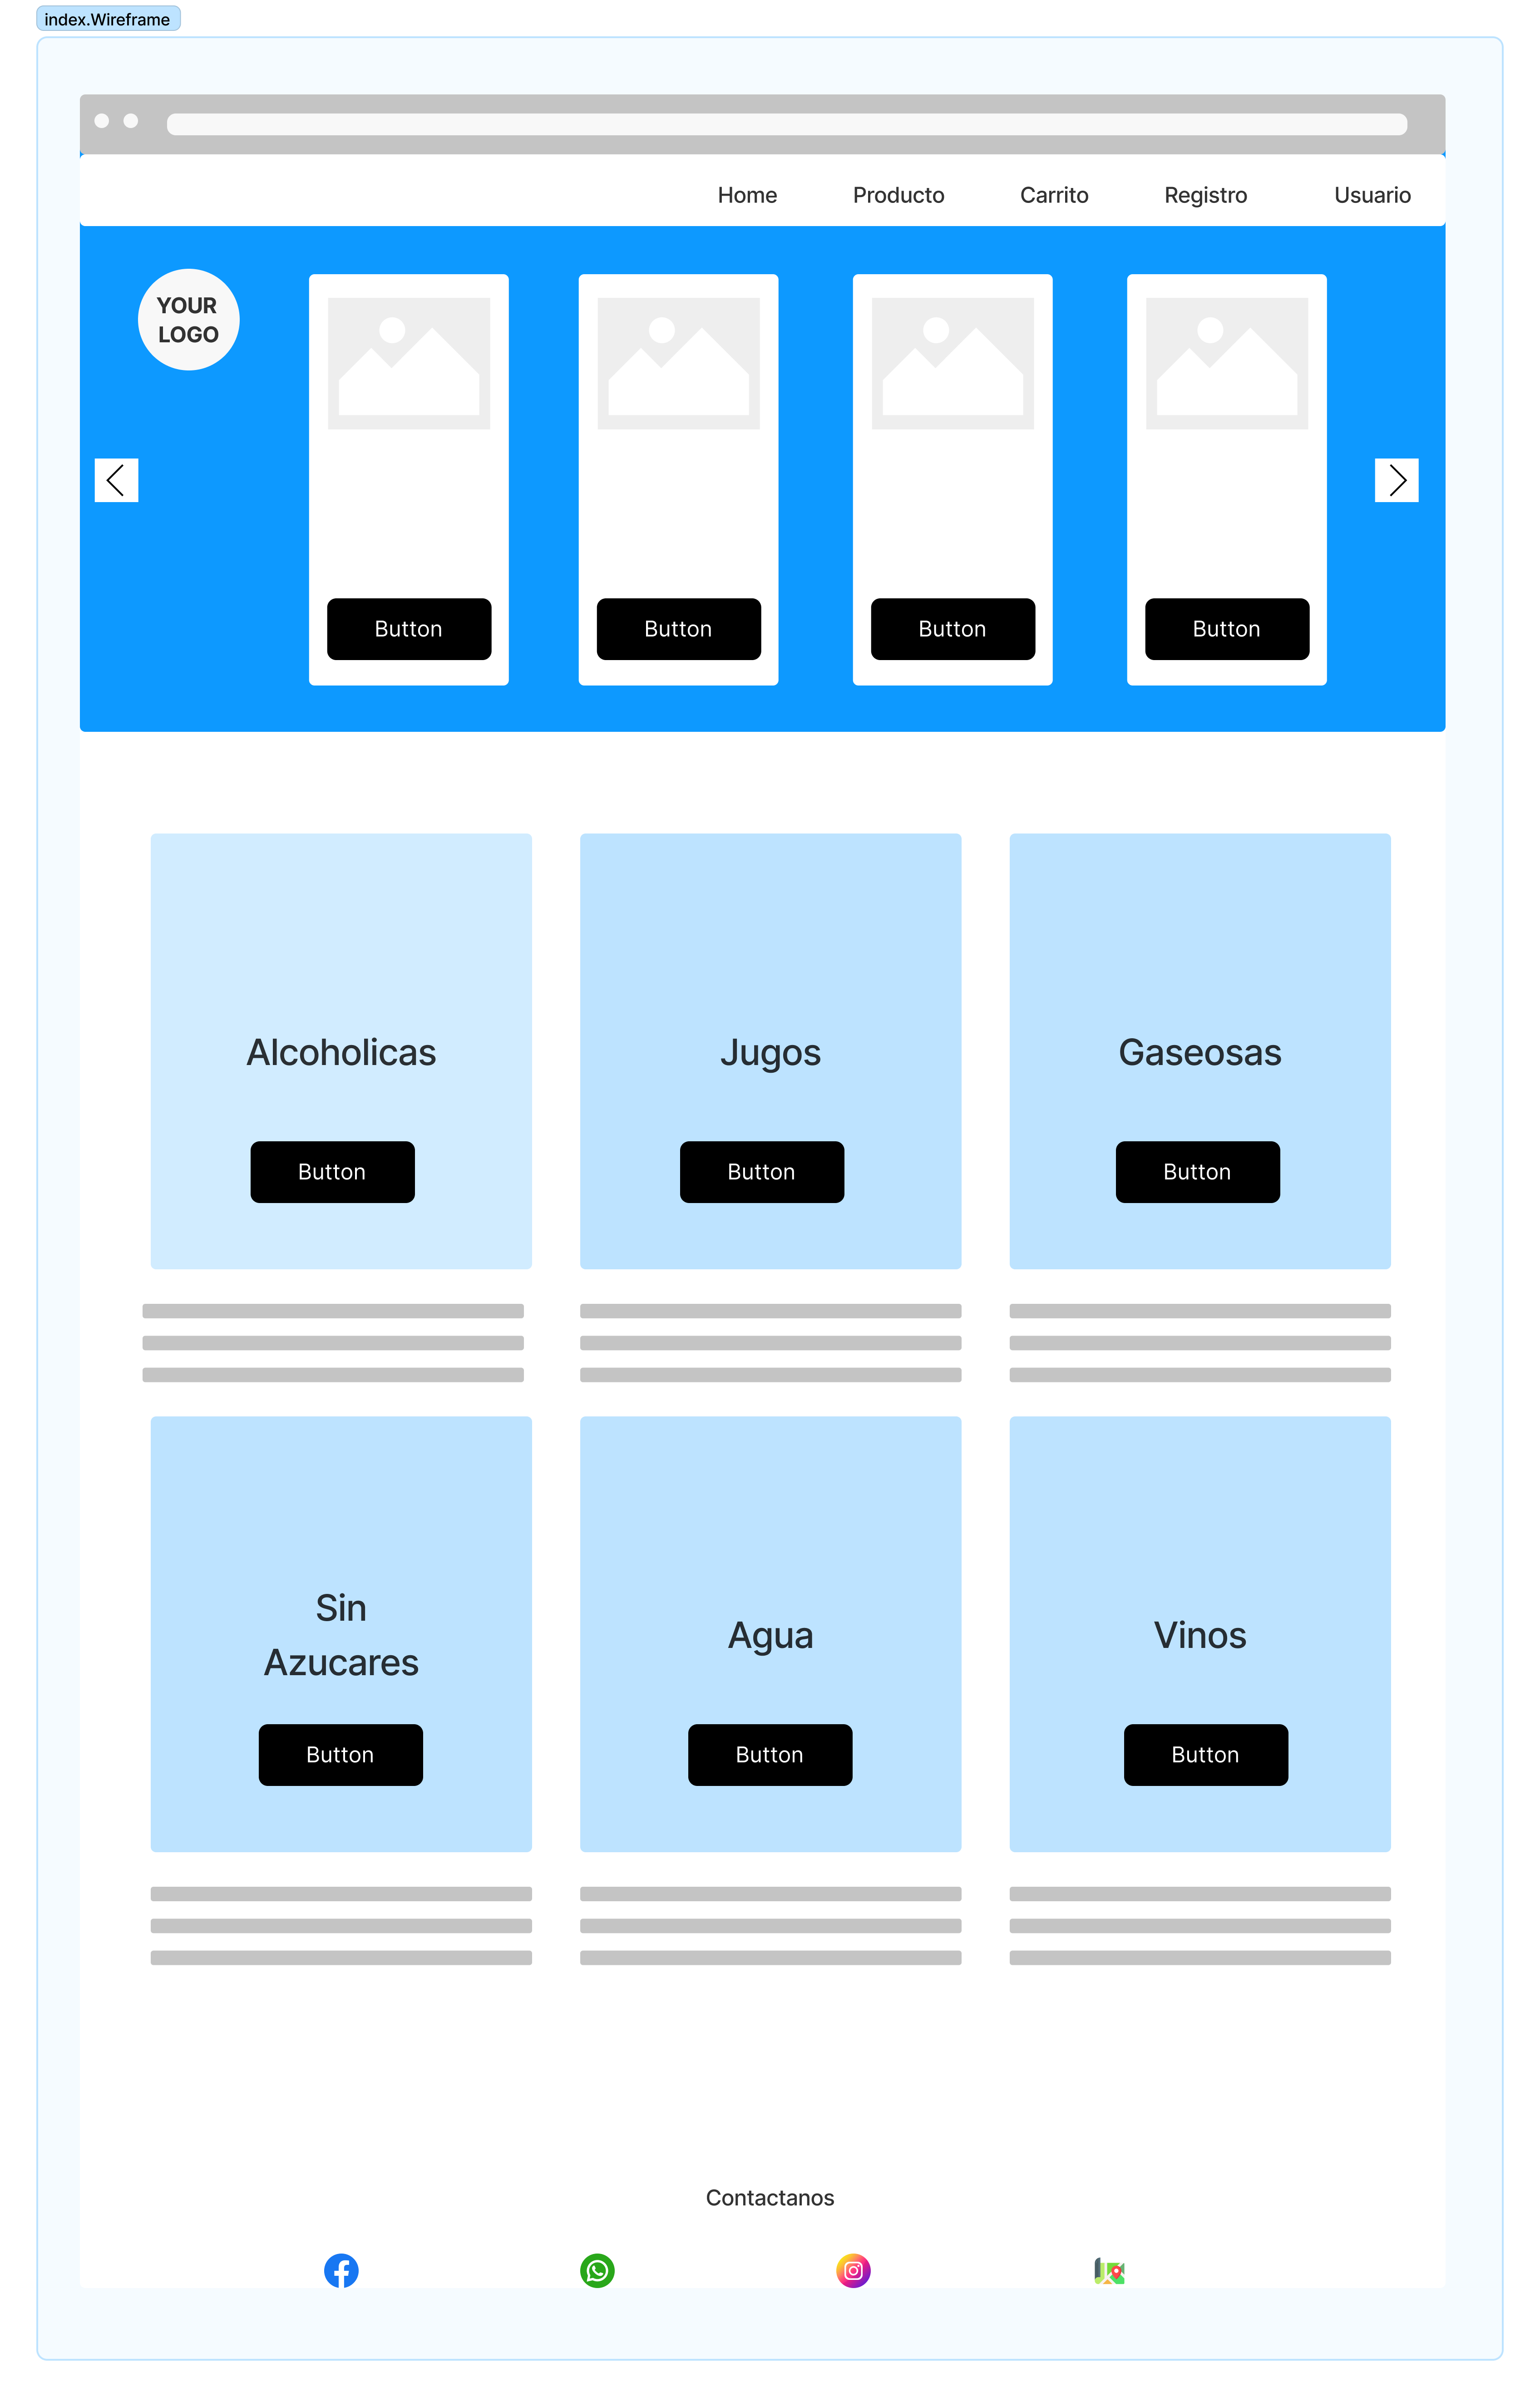 index.Wireframe
Home Producto Carrito Registro Usuario
YOUR
LOGO
Button Button Button Button
Alcoholicas Jugos Gaseosas
Button Button Button
Sin
Azucares
Agua Vinos
Button Button Button
Contactanos